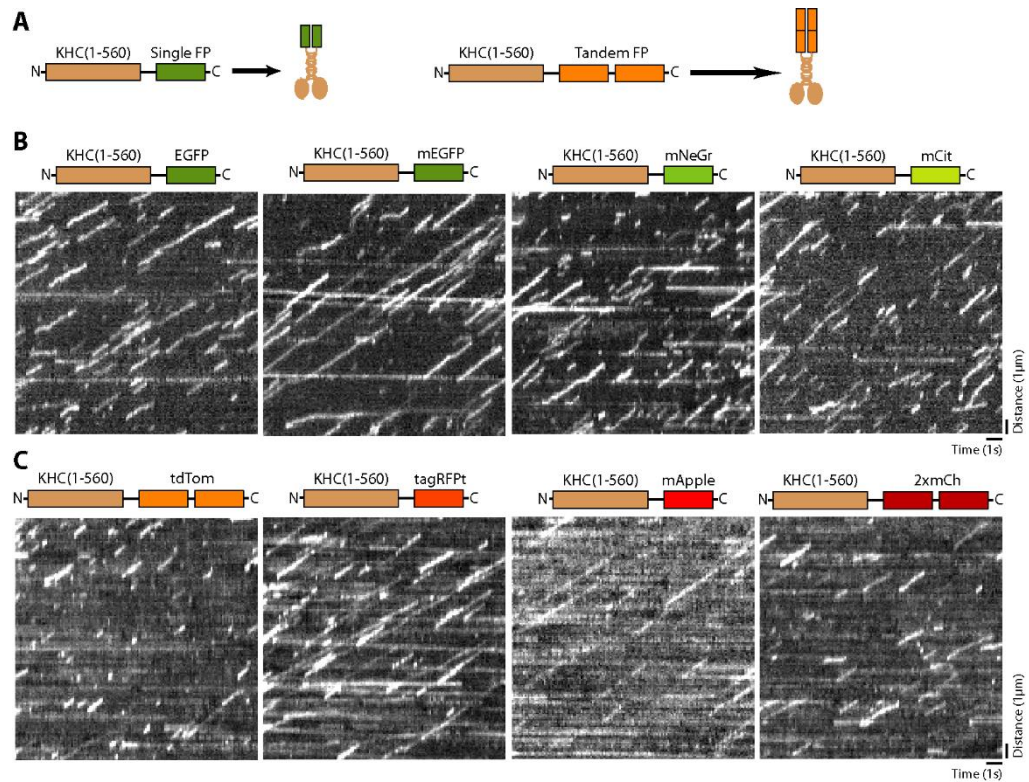 A
KHC(1-560) Single FP
N C
KHC(1-560) Tandem FP
N C
B
KHC(1-560) EGFP
N C
KHC(1-560) mEGFP
N C
KHC(1-560) mNeGr
N C
KHC(1-560) mCit
N C
Distance (1μm)
Time (1s)
C
KHC(1-560) tdTom
N C
KHC(1-560) tagRFPt
N C
KHC(1-560) mApple
N C
KHC(1-560) 2xmCh
N C
Distance (1μm)
Time (1s)